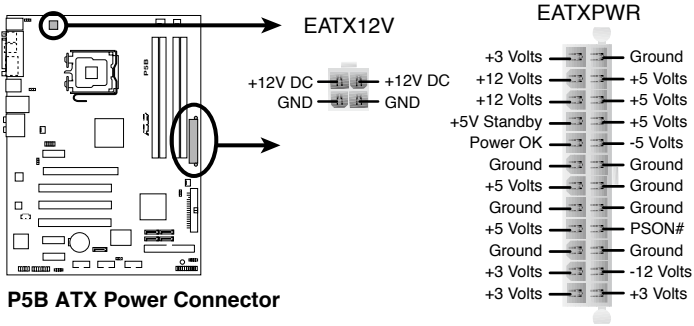 EATXPWR
EATX12V
+12V DC +12V DC
GND GND
P5B
+3 Volts Ground
+12 Volts +5 Volts
+12 Volts +5 Volts
+5V Standby +5 Volts
Power OK -5 Volts
Ground Ground
+5 Volts Ground
Ground Ground
+5 Volts PSON#
Ground Ground
+3 Volts -12 Volts
+3 Volts +3 Volts
P5B ATX Power Connector